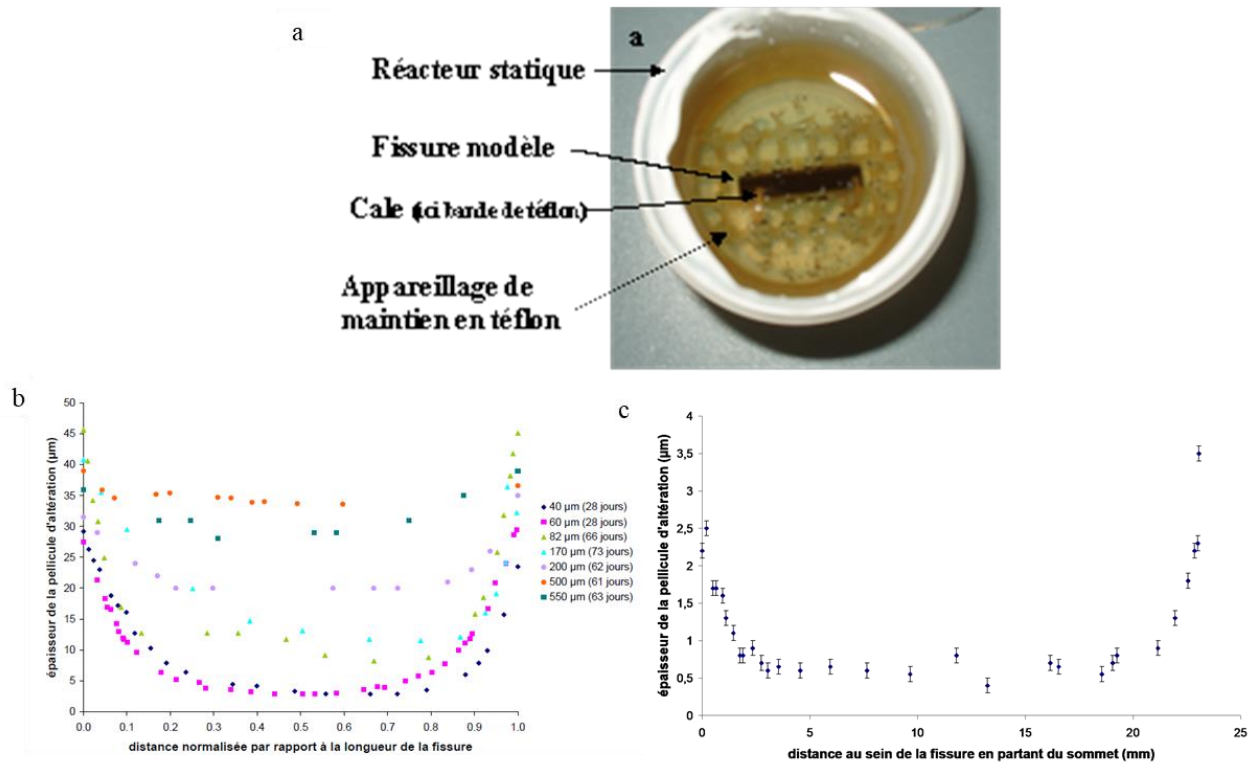 a
a
Réacteur statique
Fissure modèle
Cale (ici bande de téflon)
Appareillage de
maintien en téflon
b
épaisseur de la pellicule d'altération (µm)
50
45
40
35
30
25
20
15
10
5
0
0.0 0.1 0.2 0.3 0.4 0.5 0.6 0.7 0.8 0.9 1.0
distance normalisée par rapport à la longueur de la fissure
40 µm (28 jours)
60 µm (28 jours)
82 µm (66 jours)
170 µm (73 jours)
200 µm (62 jours)
500 µm (61 jours)
550 µm (63 jours)
c
épaisseur de la pellicule d'altération (µm)
4
3,5
3
2,5
2
1,5
1
0,5
0
0 5 10 15 20 25
distance au sein de la fissure en partant du sommet (mm)